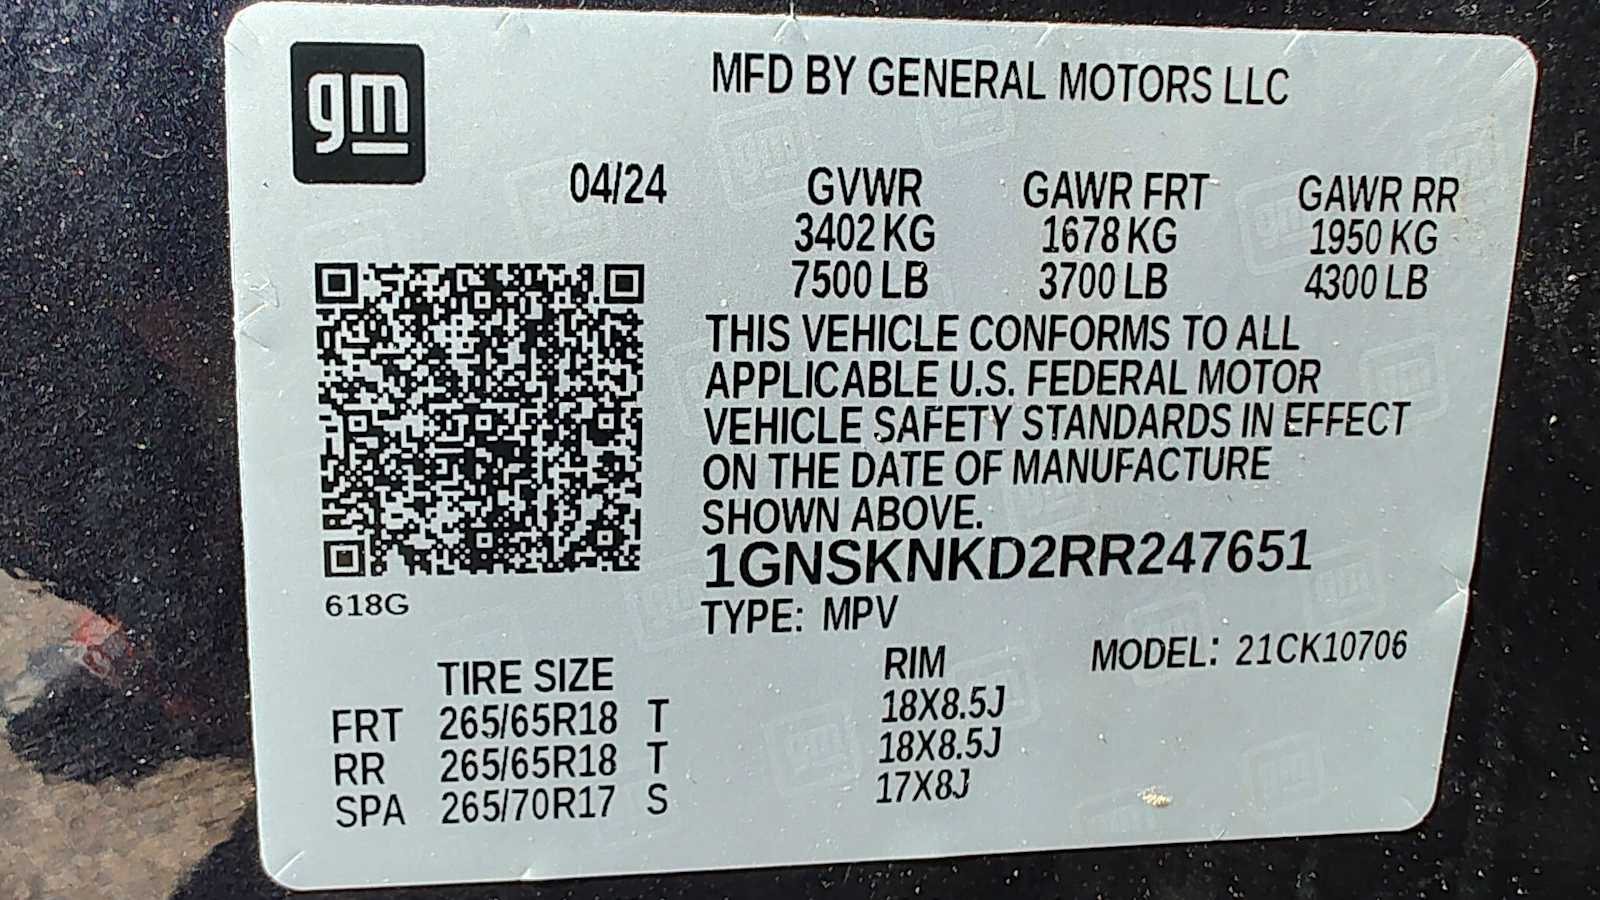 gm
MFD BY GENERAL MOTORS LLC
04/24 GVWR GAWR FRT GAWR RR
3402 KG 1678 KG 1950 KG
7500 LB 3700 LB 4300 LB
THIS VEHICLE CONFORMS TO ALL
APPLICABLE U.S. FEDERAL MOTOR
VEHICLE SAFETY STANDARDS IN EFFECT
ON THE DATE OF MANUFACTURE
SHOWN ABOVE.
1GNSKNKD2RR247651
618G
TYPE: MPV
MODEL: 21CK10706
TIRE SIZE RIM
FRT 265/65R18 T 18X8.5J
RR 265/65R18 T 18X8.5J
SPA 265/70R17 S 17X8J